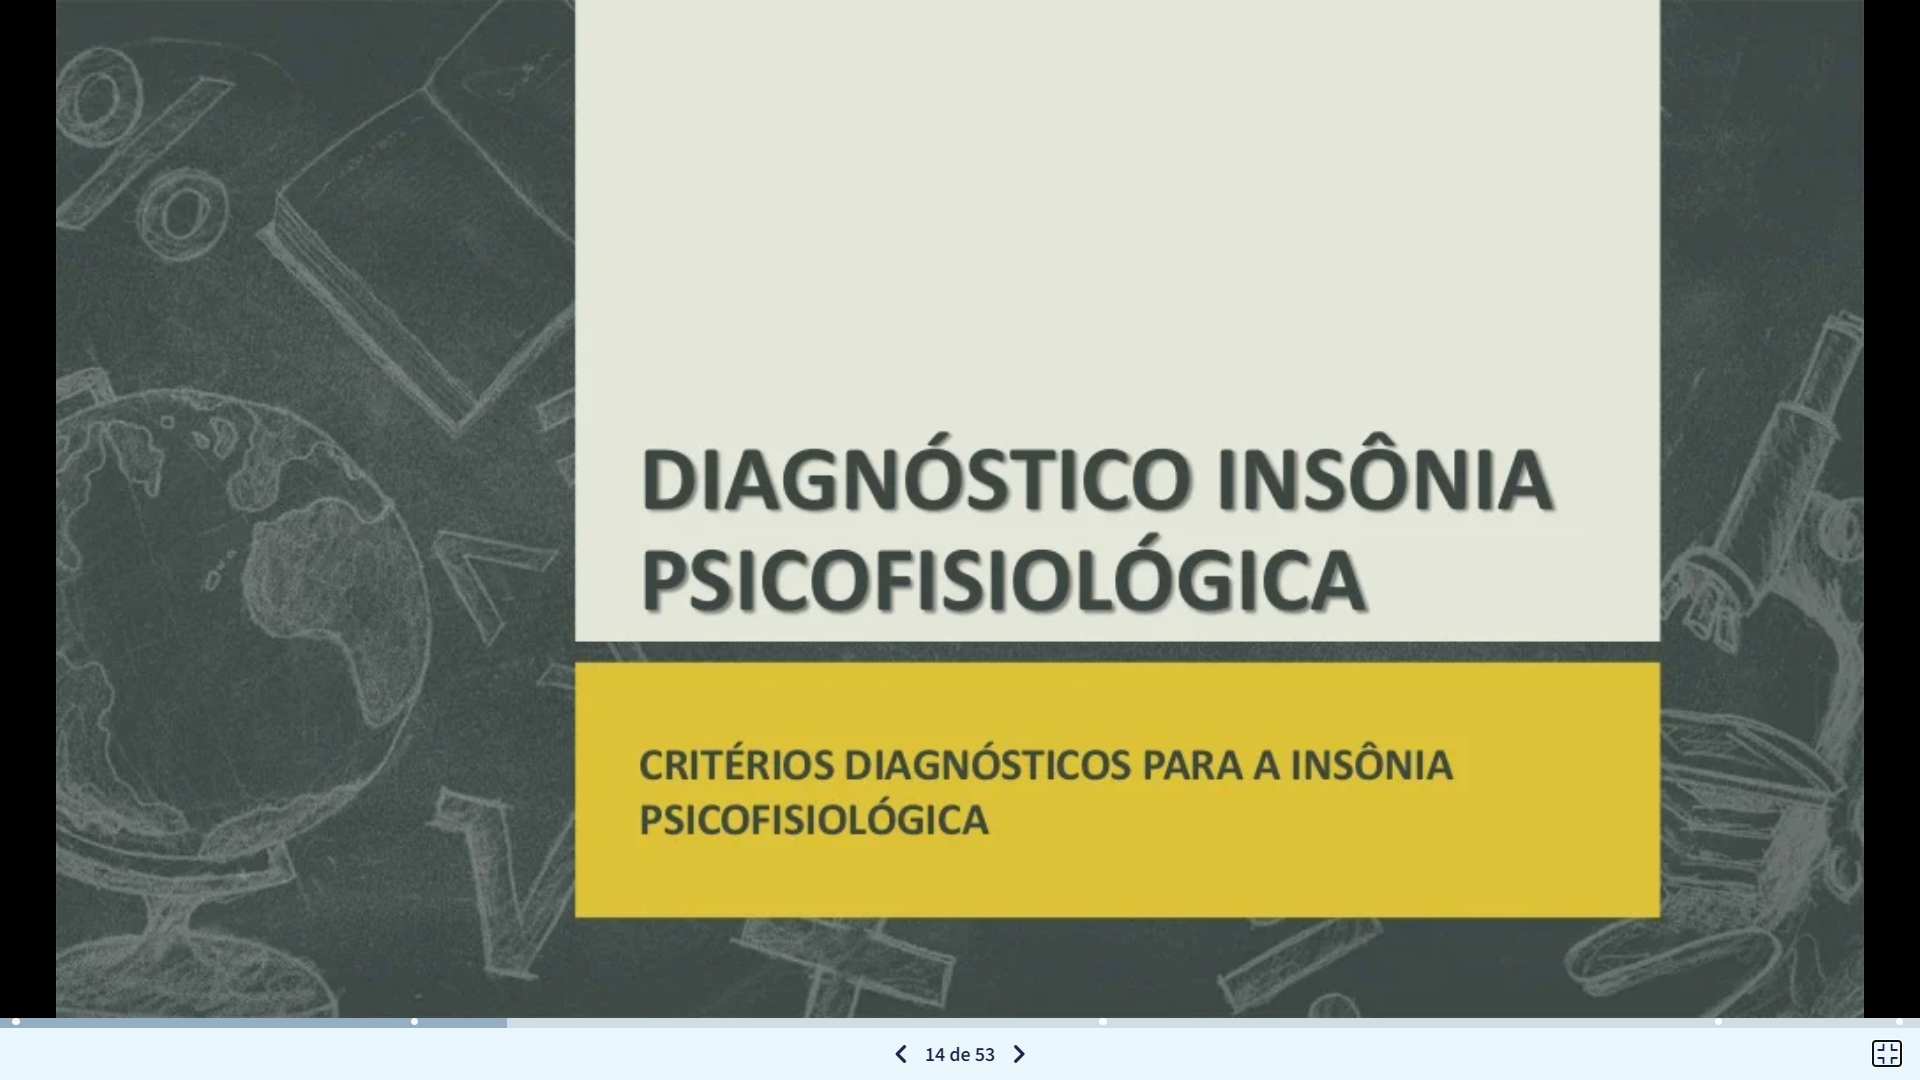 DIAGNÓSTICO INSÔNIA
PSICOFISIOLÓGICA
CRITÉRIOS DIAGNÓSTICOS PARA A INSÔNIA
PSICOFISIOLÓGICA
14 de 53